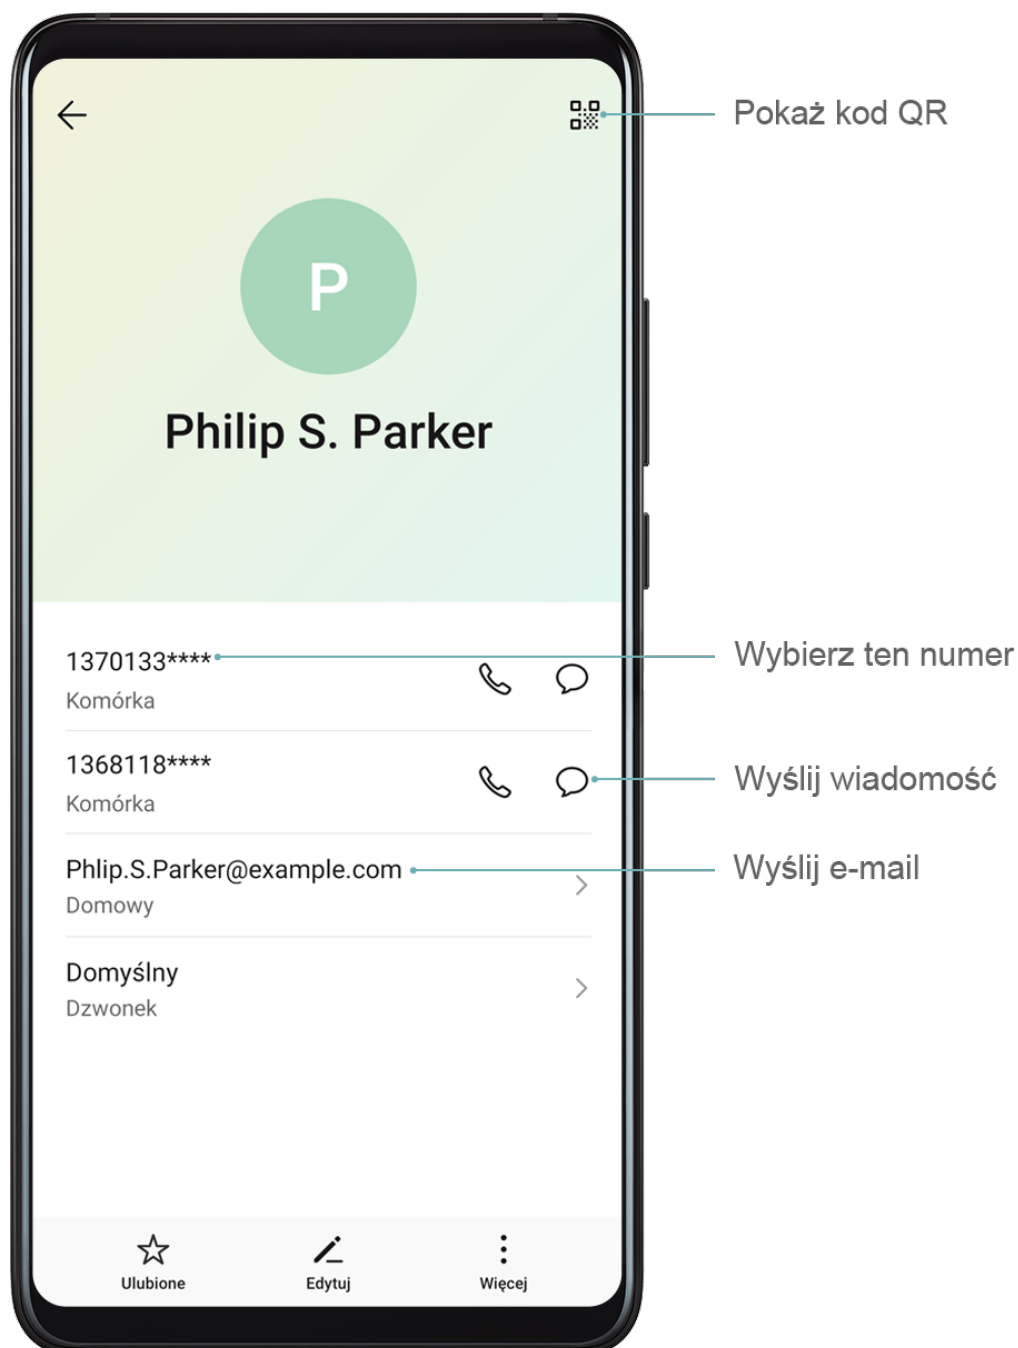 Pokaż kod QR
P
Philip S. Parker
1370133****
Wybierz ten numer
Komórka
1368118****
Wyślij wiadomość
Komórka
Phlip.S.Parker@example.com
Wyślij e-mail
Domowy
Domyślny
Dzwonek
Ulubione
Edytuj
Więcej